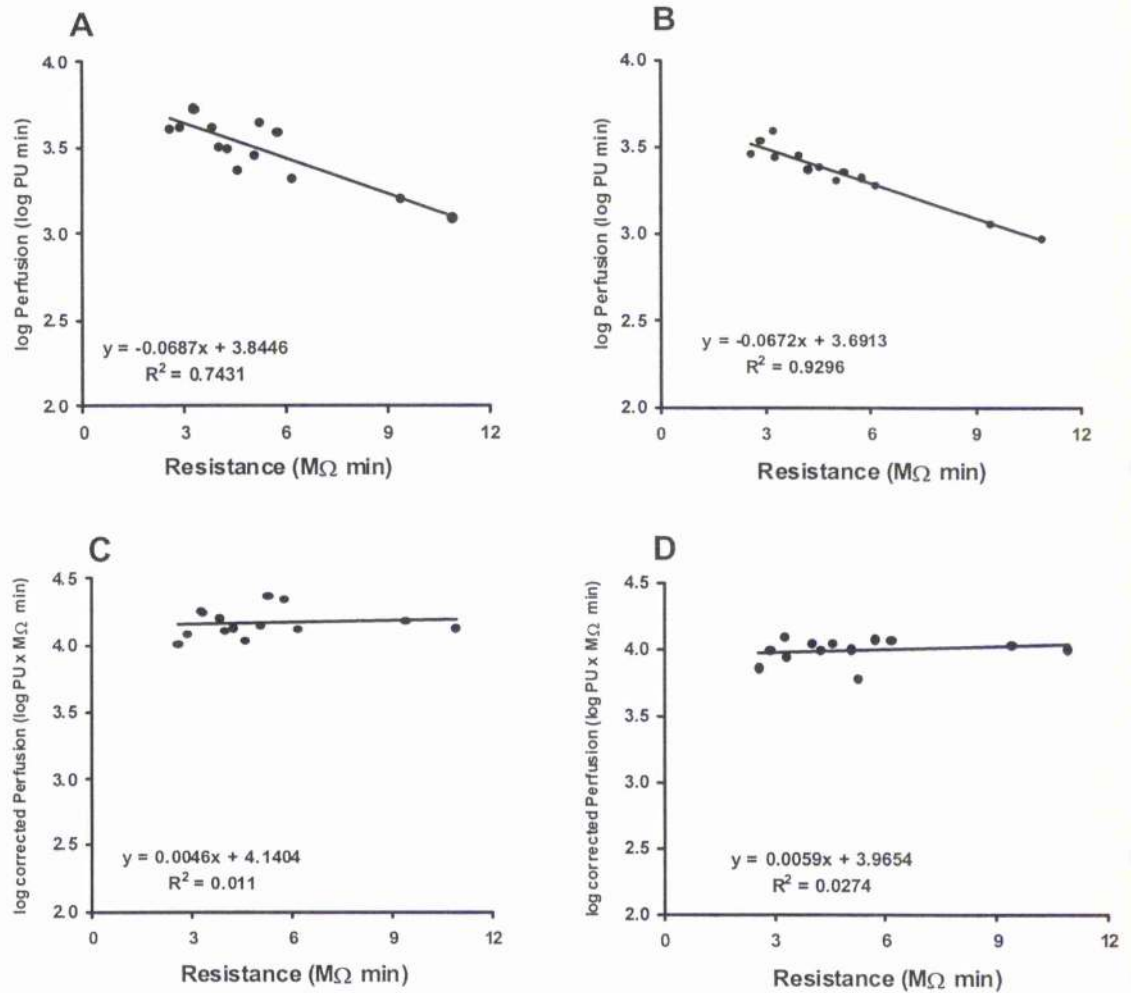 A
log Perfusion (log PU min)
4.0
3.5
3.0
2.5
2.0
y = -0.0687x + 3.8446
R² = 0.7431
0 3 6 9 12
Resistance (MΩ min)
B
log Perfusion (log PU min)
4.0
3.5
3.0
2.5
2.0
y = -0.0672x + 3.6913
R² = 0.9296
0 3 6 9 12
Resistance (MΩ min)
C
log corrected Perfusion (log PU x MΩ min)
4.5
4.0
3.5
3.0
2.5
2.0
y = 0.0046x + 4.1404
R² = 0.011
0 3 6 9 12
Resistance (MΩ min)
D
log corrected Perfusion (log PU x MΩ min)
4.5
4.0
3.5
3.0
2.5
2.0
y = 0.0059x + 3.9654
R² = 0.0274
0 3 6 9 12
Resistance (MΩ min)